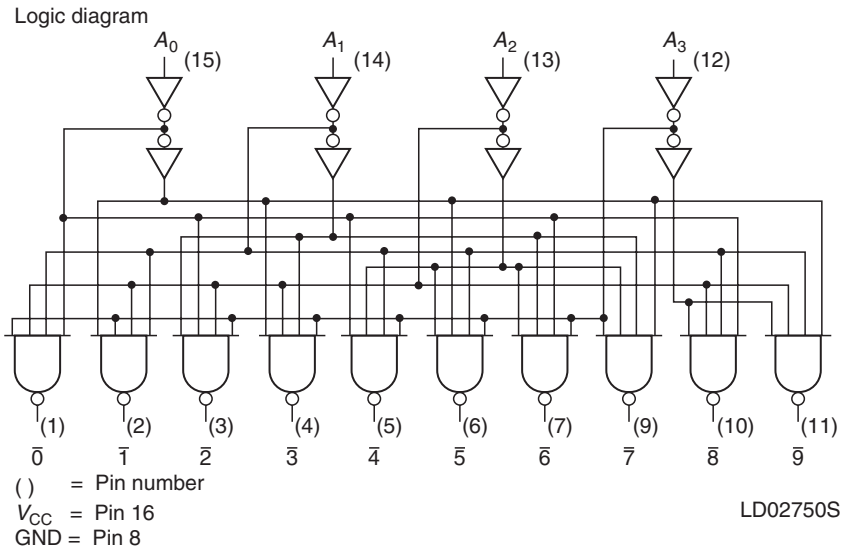 Logic diagram
A0 A1 A2 A3
(15) (14) (13) (12)
(1) (2) (3) (4) (5) (6) (7) (9) (10) (11)
0̅ 1̅ 2̅ 3̅ 4̅ 5̅ 6̅ 7̅ 8̅ 9̅
( ) = Pin number
VCC = Pin 16
GND = Pin 8
LD02750S